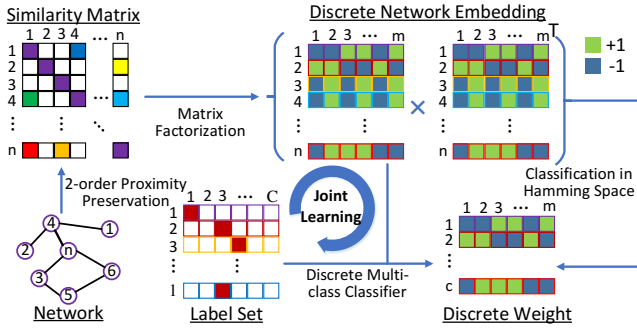 Similarity Matrix
1 2 3 4 n
1
2
3
4
...
n
2-order Proximity
Preservation
4
1
2
n
3
6
5
Network
Matrix
Factorization
Discrete Network Embedding
1 2 3 ... m
1
2
3
4
n
×
1 2 3 ... m T
1
2
3
4
n
+1
-1
Joint
Learning
1 2 3 ... C
1
2
3
l
Label Set
Discrete Multi-
class Classifier
Classification in
Hamming Space
1 2 3 ... m
1
2
c
Discrete Weight